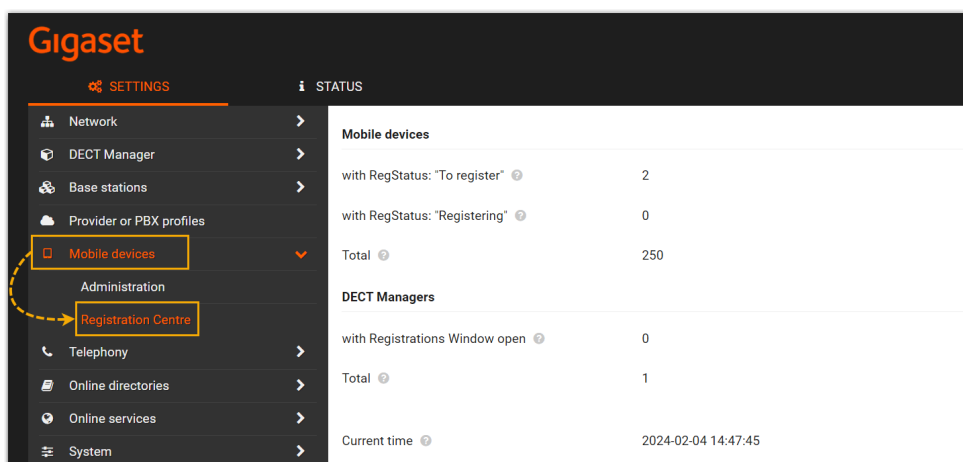 Gigaset
SETTINGS
STATUS
Network
DECT Manager
Base stations
Provider or PBX profiles
Mobile devices
Administration
Registration Centre
Telephony
Online directories
Online services
System
Mobile devices
with RegStatus: "To register" 2
with RegStatus: "Registering" 0
Total 250
DECT Managers
with Registrations Window open 0
Total 1
Current time 2024-02-04 14:47:45